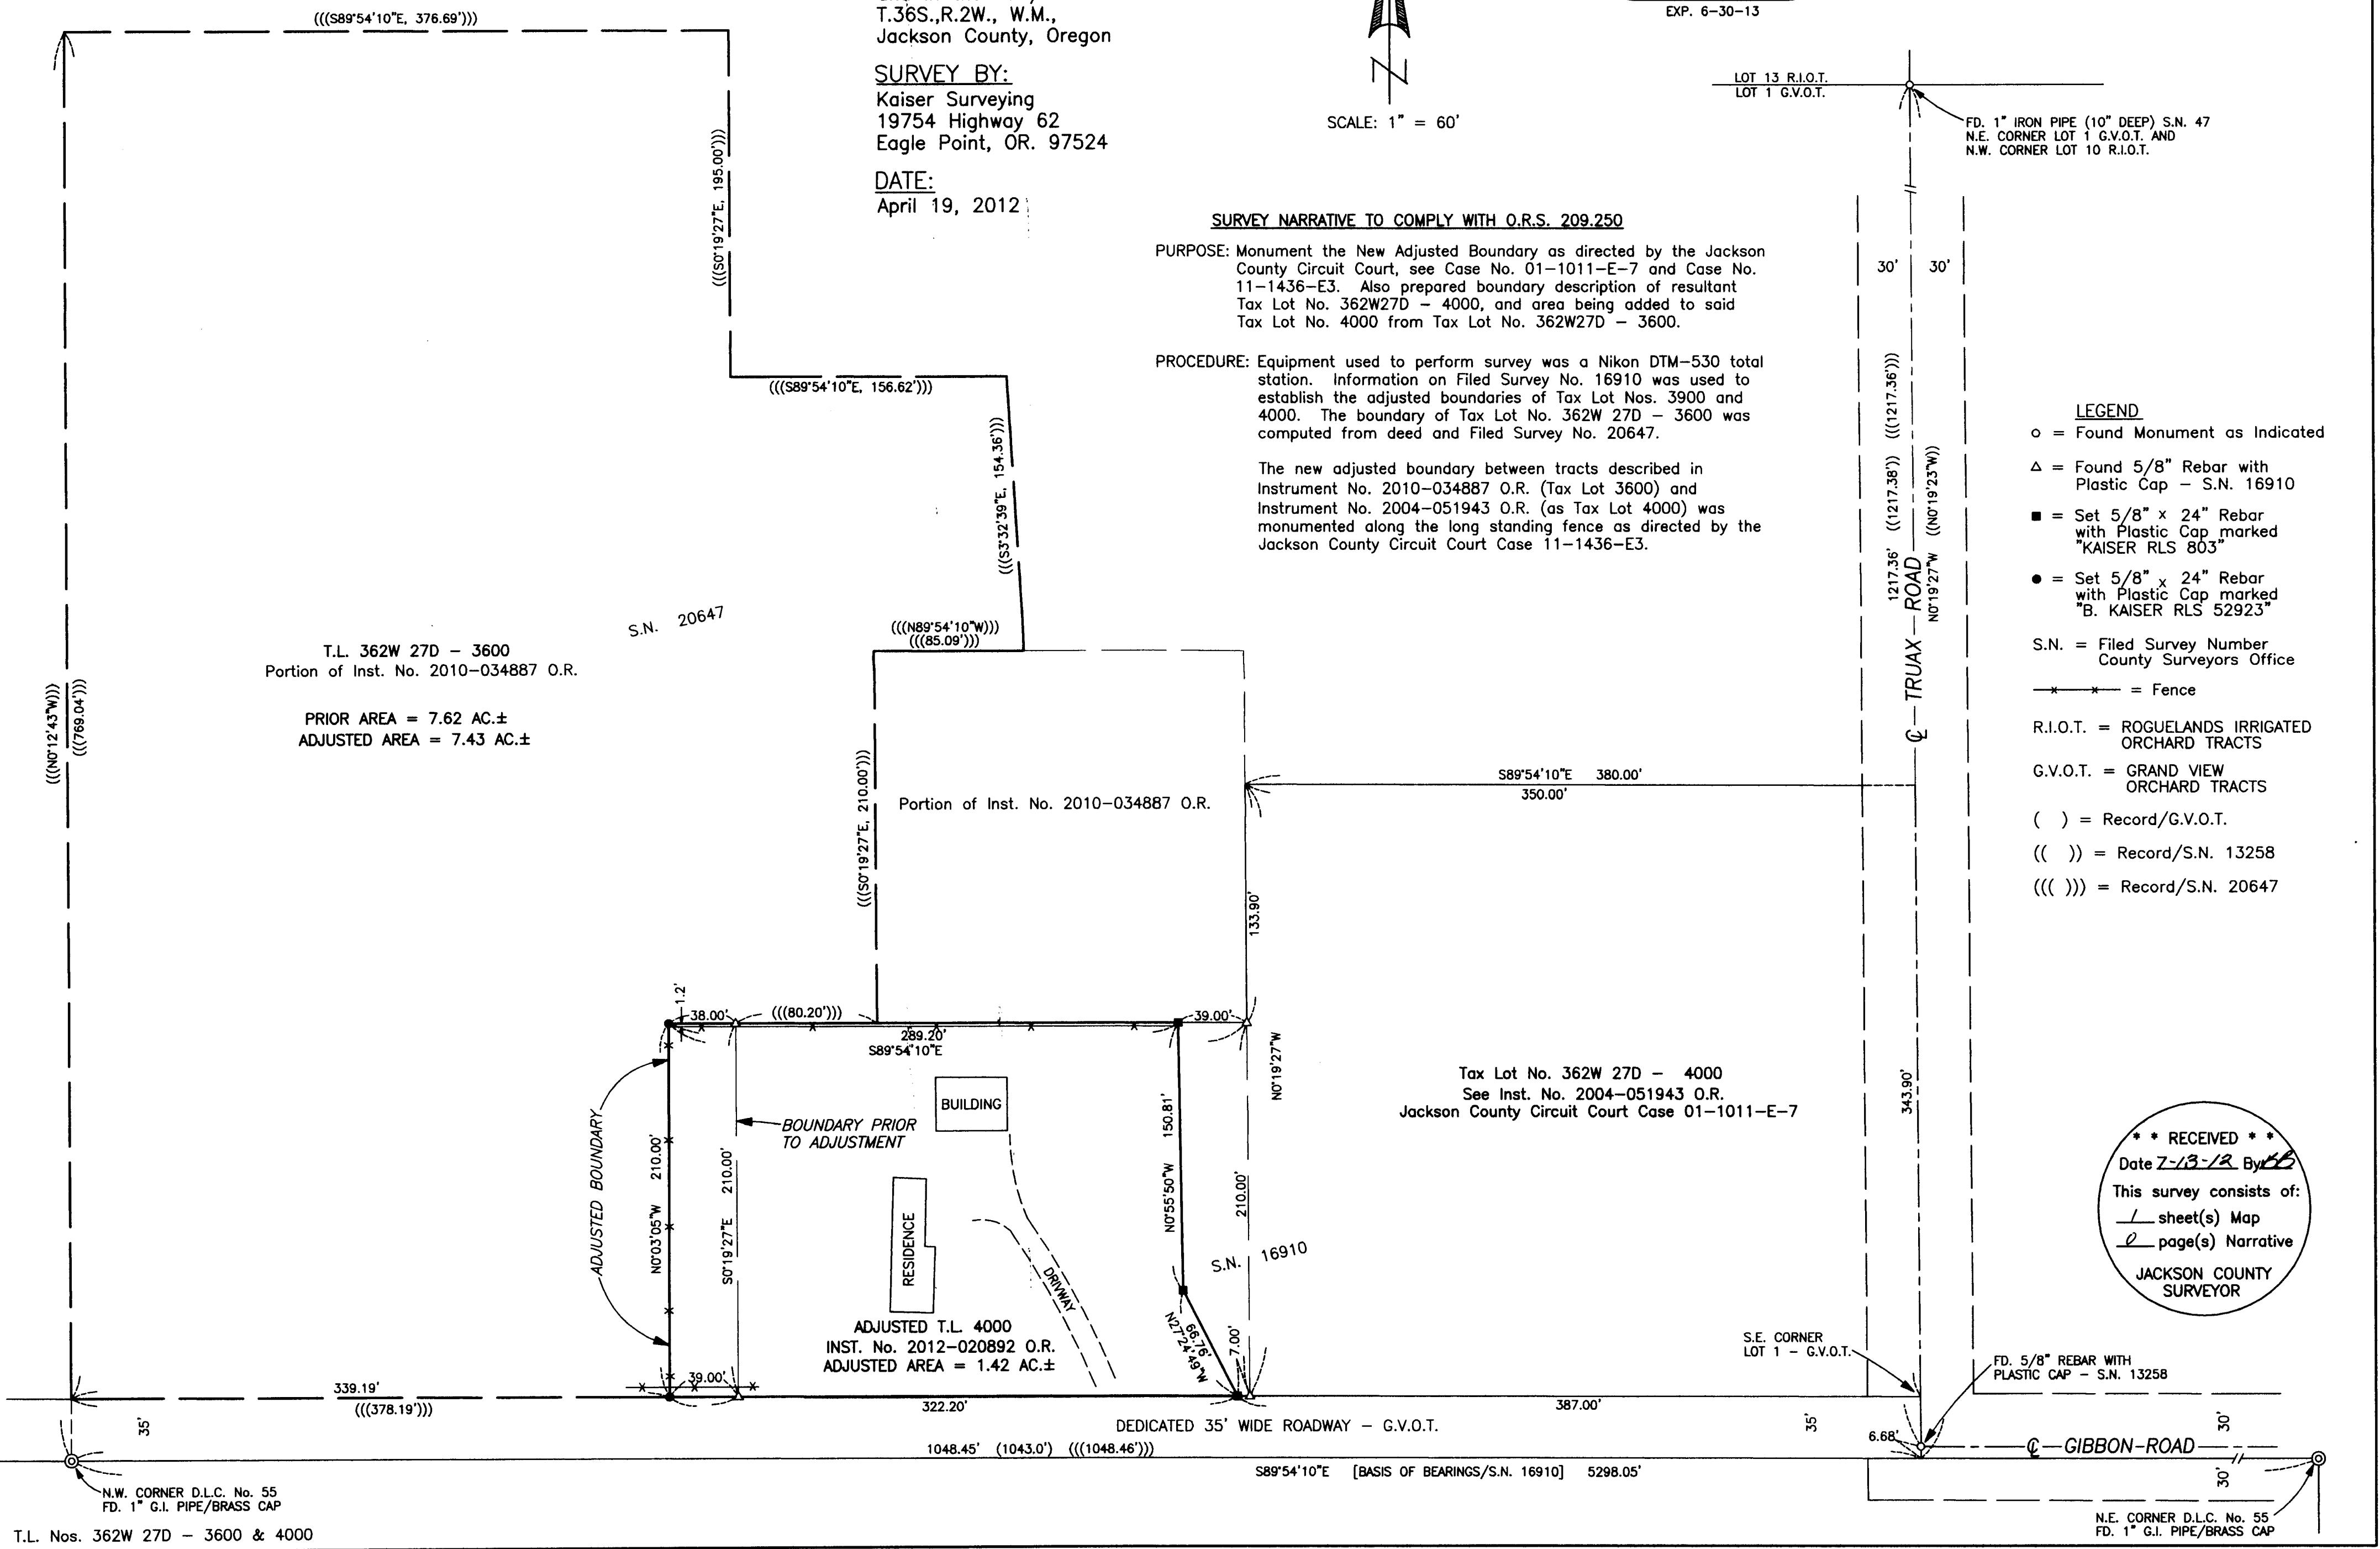 (((S89°54'10"E, 376.69')))
T.36S.,R.2W., W.M.,
Jackson County, Oregon
SURVEY BY:
Kaiser Surveying
19754 Highway 62
Eagle Point, OR. 97524
DATE:
April 19, 2012
N
SCALE: 1" = 60'
EXP. 6-30-13
LOT 13 R.I.O.T.
LOT 1 G.V.O.T.
FD. 1" IRON PIPE (10" DEEP) S.N. 47
N.E. CORNER LOT 1 G.V.O.T. AND
N.W. CORNER LOT 10 R.I.O.T.
(((S0°19'27"E, 195.00')))
SURVEY NARRATIVE TO COMPLY WITH O.R.S. 209.250
PURPOSE: Monument the New Adjusted Boundary as directed by the Jackson
County Circuit Court, see Case No. 01-1011-E-7 and Case No.
11-1436-E3. Also prepared boundary description of resultant
Tax Lot No. 362W27D - 4000, and area being added to said
Tax Lot No. 4000 from Tax Lot No. 362W27D - 3600.
PROCEDURE: Equipment used to perform survey was a Nikon DTM-530 total
station. Information on Filed Survey No. 16910 was used to
establish the adjusted boundaries of Tax Lot Nos. 3900 and
4000. The boundary of Tax Lot No. 362W 27D - 3600 was
computed from deed and Filed Survey No. 20647.
The new adjusted boundary between tracts described in
Instrument No. 2010-034887 O.R. (Tax Lot 3600) and
Instrument No. 2004-051943 O.R. (as Tax Lot 4000) was
monumented along the long standing fence as directed by the
Jackson County Circuit Court Case 11-1436-E3.
30' 30'
1217.36' ((1217.38')) (((1217.36')))
N0°19'27"W ((N0°19'23"W))
℄ TRUAX ROAD
LEGEND
o = Found Monument as Indicated
△ = Found 5/8" Rebar with
Plastic Cap - S.N. 16910
■ = Set 5/8" x 24" Rebar
with Plastic Cap marked
"KAISER RLS 803"
● = Set 5/8" x 24" Rebar
with Plastic Cap marked
"B. KAISER RLS 52923"
S.N. = Filed Survey Number
County Surveyors Office
x x = Fence
R.I.O.T. = ROGUELANDS IRRIGATED
ORCHARD TRACTS
G.V.O.T. = GRAND VIEW
ORCHARD TRACTS
( ) = Record/G.V.O.T.
(( )) = Record/S.N. 13258
((( ))) = Record/S.N. 20647
(((S89°54'10"E, 156.62')))
(((S3°32'39"E, 154.36')))
S.N. 20647
(((N89°54'10"W)))
(((85.09')))
T.L. 362W 27D - 3600
Portion of Inst. No. 2010-034887 O.R.
PRIOR AREA = 7.62 AC.±
ADJUSTED AREA = 7.43 AC.±
(((N0°12'43"W)))
(((769.04')))
(((S0°19'27"E, 210.00')))
Portion of Inst. No. 2010-034887 O.R.
S89°54'10"E 380.00'
350.00'
133.90'
1.2'
38.00'
(((80.20')))
289.20'
S89°54'10"E
39.00'
N0°19'27"W
ADJUSTED BOUNDARY
N0°03'05"W 210.00'
S0°19'27"E 210.00'
BOUNDARY PRIOR
TO ADJUSTMENT
BUILDING
RESIDENCE
DRIVWAY
N0°55'50"W 150.81'
210.00'
S.N. 16910
66.76'
N27°24'49"W
7.00'
ADJUSTED T.L. 4000
INST. No. 2012-020892 O.R.
ADJUSTED AREA = 1.42 AC.±
Tax Lot No. 362W 27D - 4000
See Inst. No. 2004-051943 O.R.
Jackson County Circuit Court Case 01-1011-E-7
343.90'
* * RECEIVED * *
Date 7-13-12 By
This survey consists of:
1 sheet(s) Map
0 page(s) Narrative
JACKSON COUNTY
SURVEYOR
S.E. CORNER
LOT 1 - G.V.O.T.
FD. 5/8" REBAR WITH
PLASTIC CAP - S.N. 13258
339.19'
(((378.19')))
39.00'
322.20'
387.00'
35'
DEDICATED 35' WIDE ROADWAY - G.V.O.T.
35'
6.68'
℄ GIBBON ROAD
30'
30'
1048.45' (1043.0') (((1048.46')))
S89°54'10"E [BASIS OF BEARINGS/S.N. 16910] 5298.05'
N.W. CORNER D.L.C. No. 55
FD. 1" G.I. PIPE/BRASS CAP
N.E. CORNER D.L.C. No. 55
FD. 1" G.I. PIPE/BRASS CAP
T.L. Nos. 362W 27D - 3600 & 4000